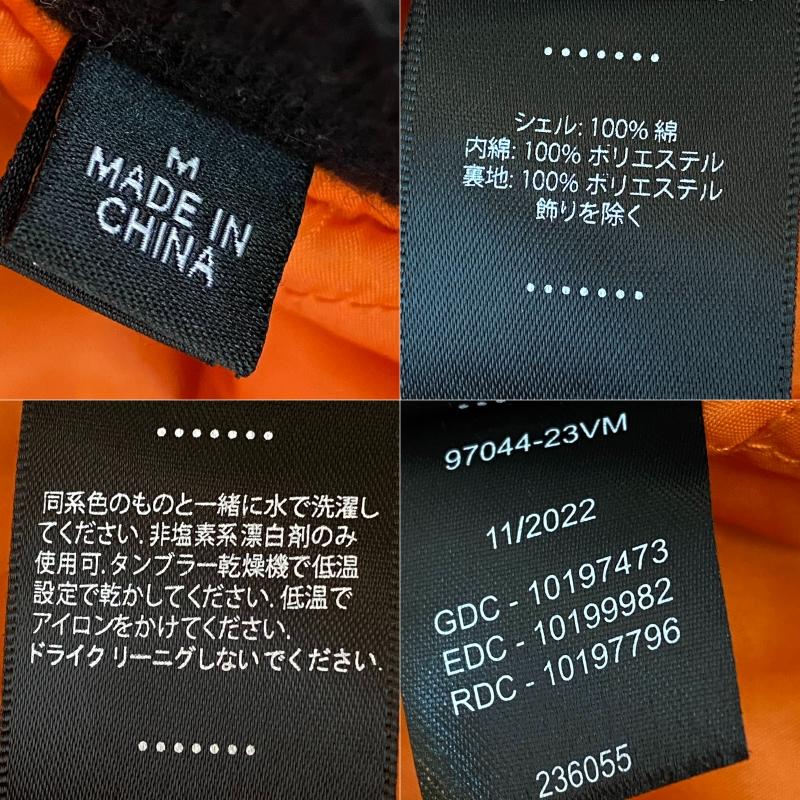 M
MADE IN
CHINA
シェル: 100% 綿
内綿: 100% ポリエステル
裏地: 100% ポリエステル
飾りを除く
同系色のものと一緒に水で洗濯し
てください. 非塩素系漂白剤のみ
使用可. タンブラー乾燥機で低温
設定で乾かしてください. 低温で
アイロンをかけてください.
ドライク リーニグしないでください.
97044-23VM
11/2022
GDC - 10197473
EDC - 10199982
RDC - 10197796
236055